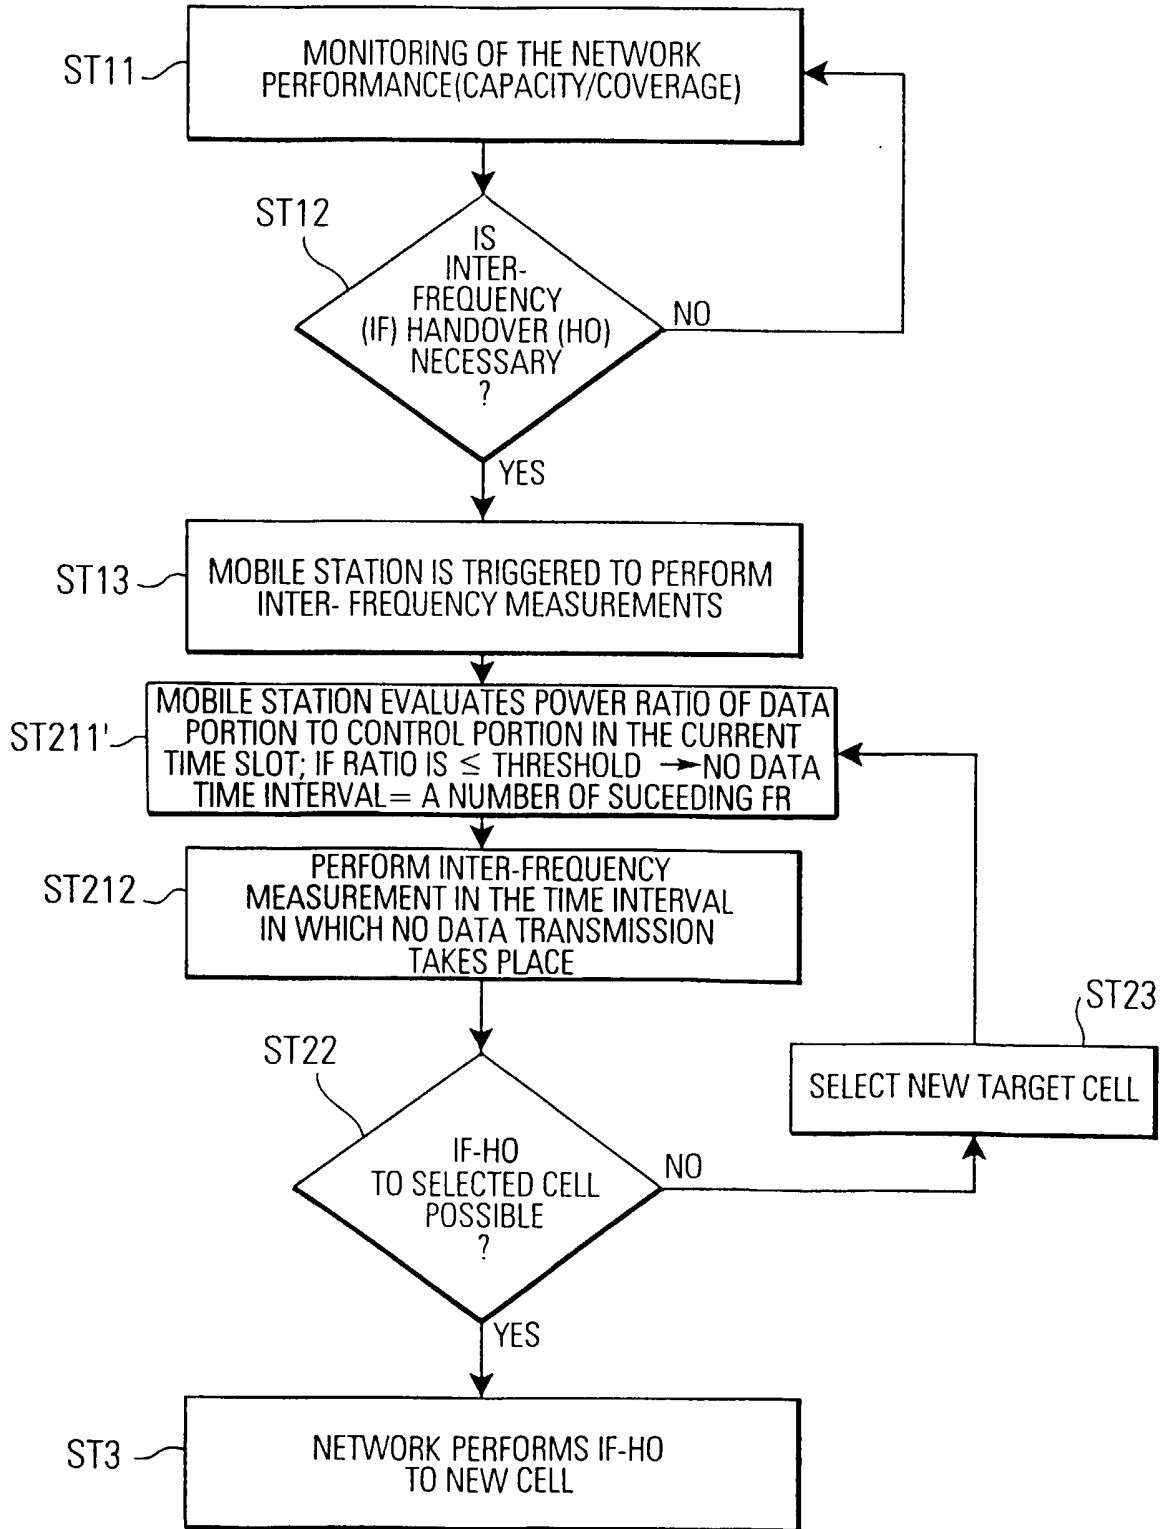 ST11
MONITORING OF THE NETWORK
PERFORMANCE(CAPACITY/COVERAGE)
ST12
IS
INTER-
FREQUENCY
(IF) HANDOVER (HO)
NECESSARY
?
NO
YES
ST13
MOBILE STATION IS TRIGGERED TO PERFORM
INTER- FREQUENCY MEASUREMENTS
ST211'
MOBILE STATION EVALUATES POWER RATIO OF DATA
PORTION TO CONTROL PORTION IN THE CURRENT
TIME SLOT; IF RATIO IS ≤ THRESHOLD → NO DATA
TIME INTERVAL= A NUMBER OF SUCEEDING FR
ST212
PERFORM INTER-FREQUENCY
MEASUREMENT IN THE TIME INTERVAL
IN WHICH NO DATA TRANSMISSION
TAKES PLACE
ST23
SELECT NEW TARGET CELL
ST22
IF-HO
TO SELECTED CELL
POSSIBLE
?
NO
YES
ST3
NETWORK PERFORMS IF-HO
TO NEW CELL